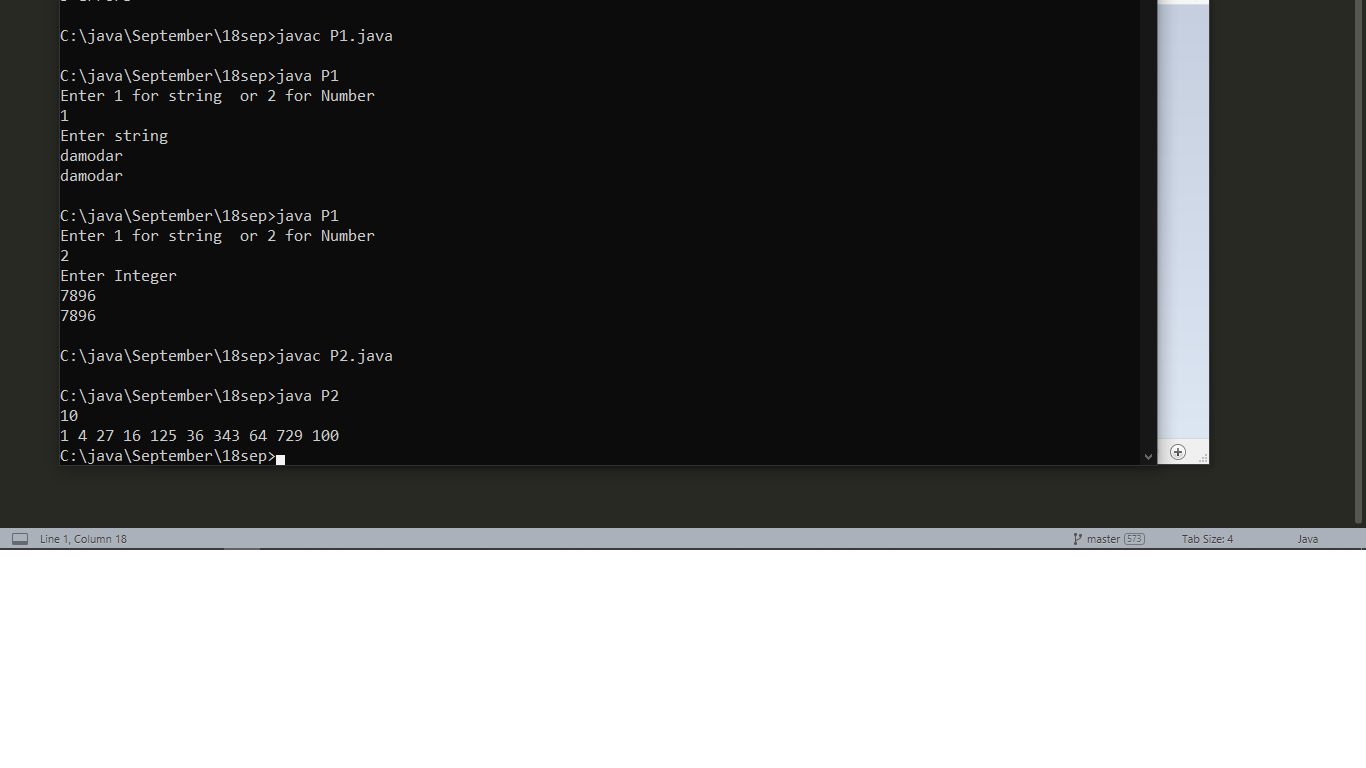 C:\java\September\18sep>javac P1.java
C:\java\September\18sep>java P1
Enter 1 for string  or 2 for Number
1
Enter string
damodar
damodar
C:\java\September\18sep>java P1
Enter 1 for string  or 2 for Number
2
Enter Integer
7896
7896
C:\java\September\18sep>javac P2.java
C:\java\September\18sep>java P2
10
1 4 27 16 125 36 343 64 729 100
C:\java\September\18sep>
Line 1, Column 18 master 573 Tab Size: 4 Java